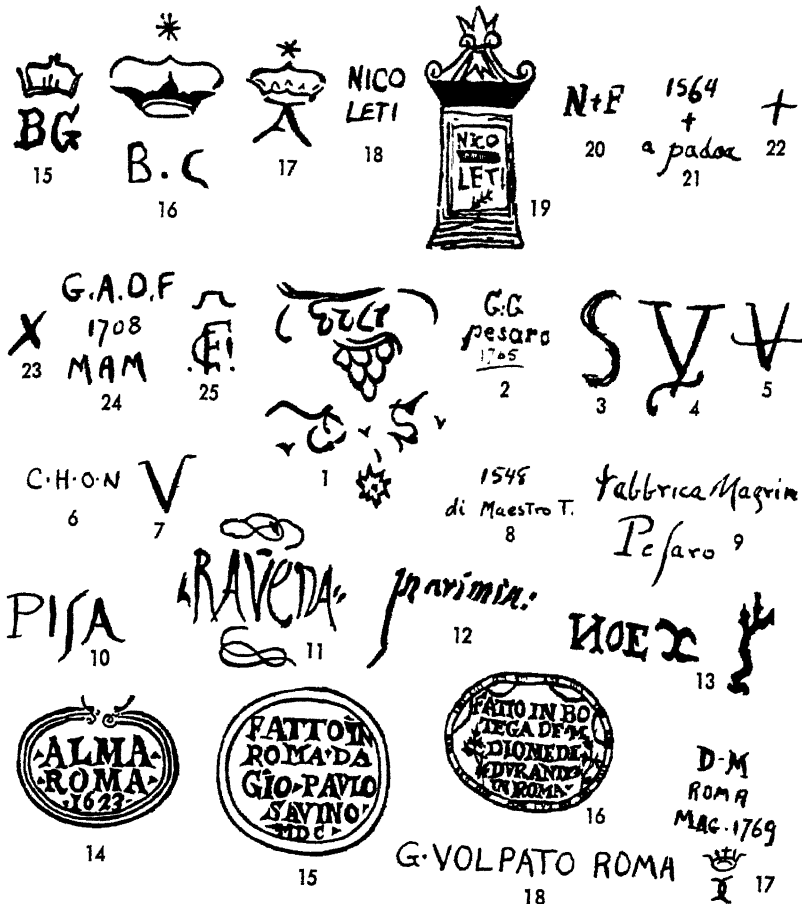 BG
15
B.C
16
A
17
NICO
LETI
18
NICO
LETI
19
N+F
20
1564
+
a padoa
21
+
22
X
23
G.A.O.F
1708
MAM
24
25
1
G.G
pesaro
1765
2
S
3
V
4
V
5
C·H·O·N
6
V
7
1548
di Maestro T.
8
fabbrica Magrini
Pesaro 9
PISA
10
RAVENA
11
In arimin:
12
13
ALMA
ROMA
1623
14
FATTO IN
ROMA DA
GIO PAVLO
SAVINO
MDC
15
FATTO IN BO
TEGA DE M
DIOMEDE
DVRANTE
IN ROMA
16
D-M
ROMA
MAG.1769
17
G·VOLPATO ROMA
18